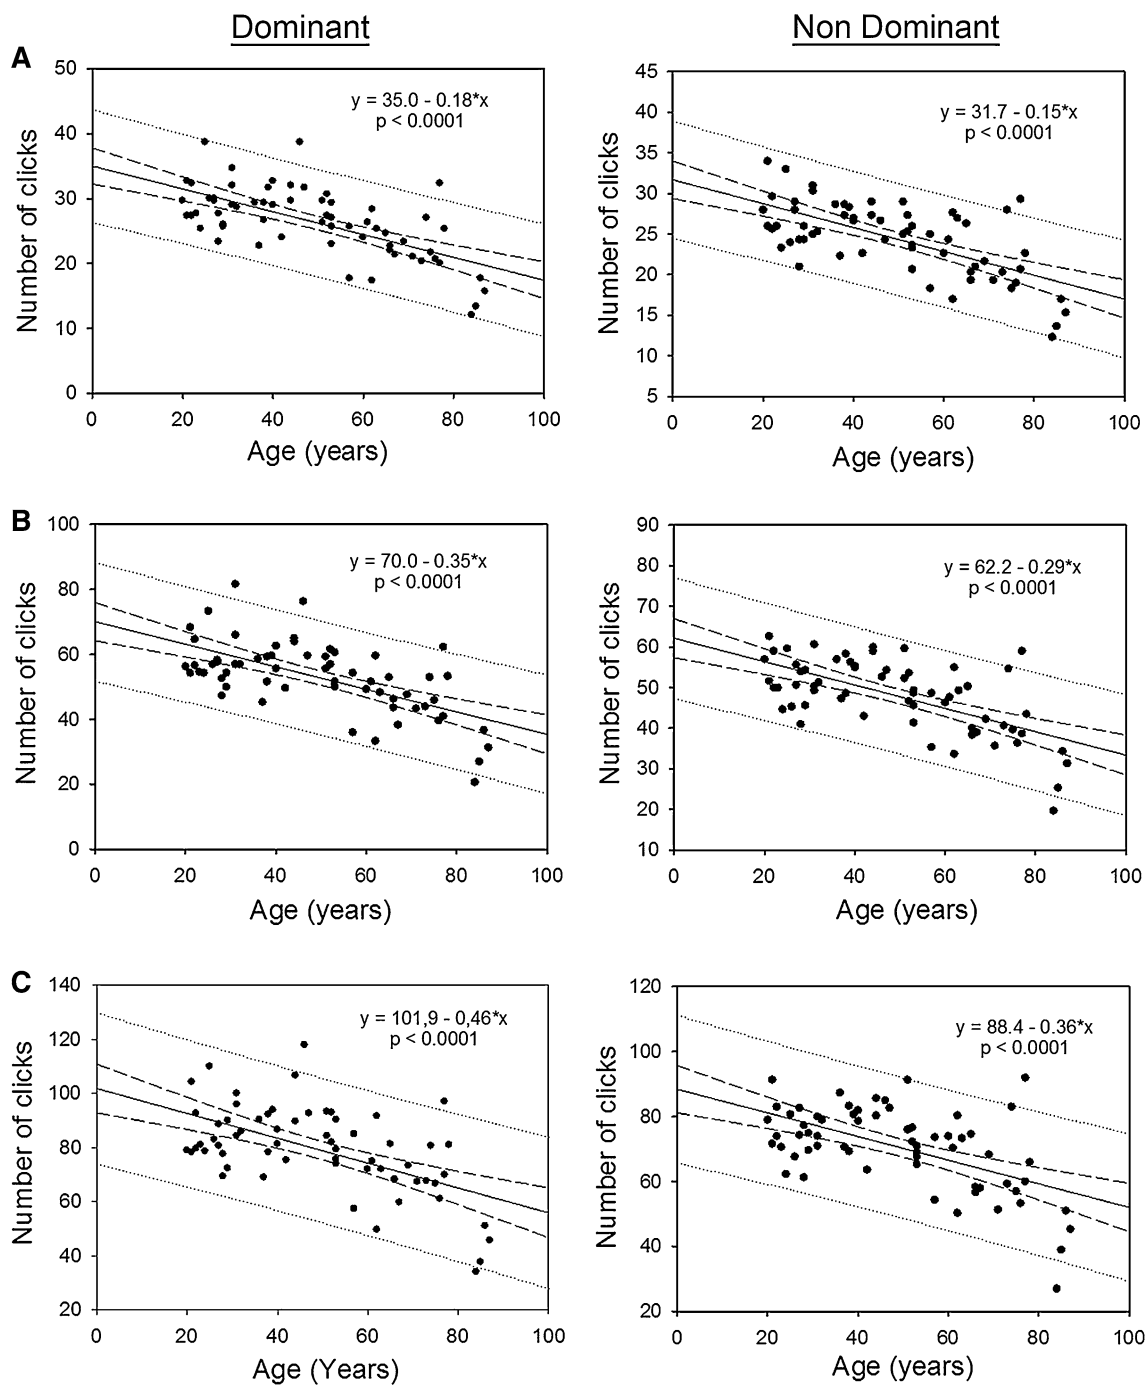 Dominant
Non Dominant
A
50
40
30
20
10
0
Number of clicks
y = 35.0 - 0.18*x
p < 0.0001
0 20 40 60 80 100
Age (years)
45
40
35
30
25
20
15
10
5
Number of clicks
y = 31.7 - 0.15*x
p < 0.0001
0 20 40 60 80 100
Age (years)
B
100
80
60
40
20
0
Number of clicks
y = 70.0 - 0.35*x
p < 0.0001
0 20 40 60 80 100
Age (years)
90
80
70
60
50
40
30
20
10
Number of clicks
y = 62.2 - 0.29*x
p < 0.0001
0 20 40 60 80 100
Age (years)
C
140
120
100
80
60
40
20
Number of clicks
y = 101,9 - 0,46*x
p < 0.0001
0 20 40 60 80 100
Age (Years)
120
100
80
60
40
20
Number of clicks
y = 88.4 - 0.36*x
p < 0.0001
0 20 40 60 80 100
Age (years)